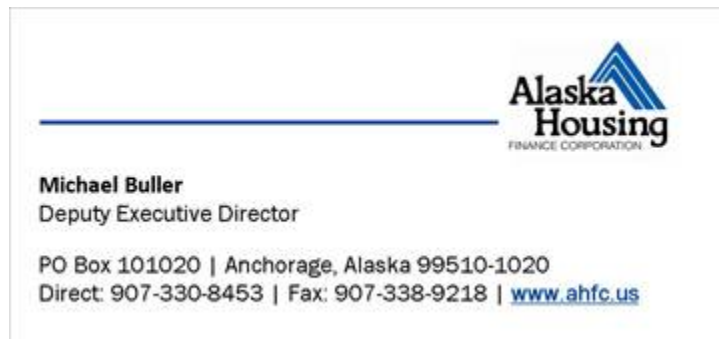 Alaska
Housing
FINANCE CORPORATION
Michael Buller
Deputy Executive Director
PO Box 101020 | Anchorage, Alaska 99510-1020
Direct: 907-330-8453 | Fax: 907-338-9218 | www.ahfc.us